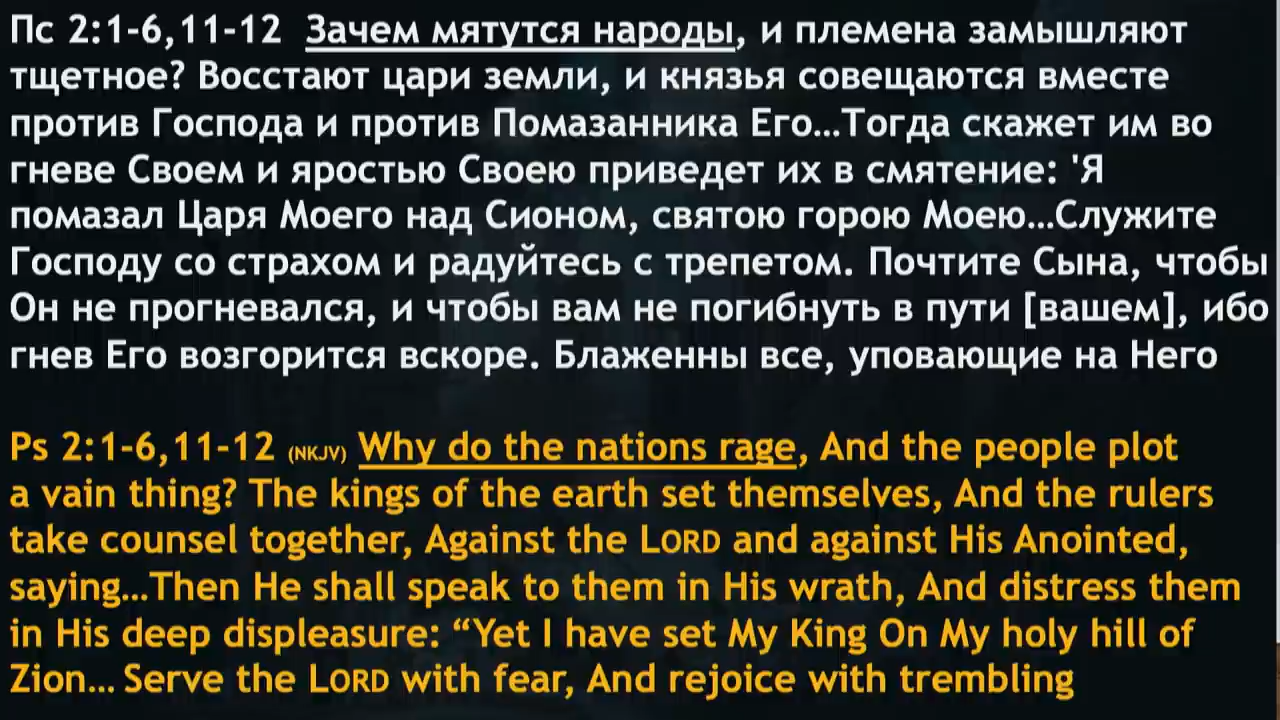 Пс 2:1-6,11-12  Зачем мятутся народы, и племена замышляют
тщетное? Восстают цари земли, и князья совещаются вместе
против Господа и против Помазанника Его…Тогда скажет им во
гневе Своем и яростью Своею приведет их в смятение: 'Я
помазал Царя Моего над Сионом, святою горою Моею…Служите
Господу со страхом и радуйтесь с трепетом. Почтите Сына, чтобы
Он не прогневался, и чтобы вам не погибнуть в пути [вашем], ибо
гнев Его возгорится вскоре. Блаженны все, уповающие на Него
Ps 2:1-6,11-12 (NKJV) Why do the nations rage, And the people plot
a vain thing? The kings of the earth set themselves, And the rulers
take counsel together, Against the LORD and against His Anointed,
saying…Then He shall speak to them in His wrath, And distress them
in His deep displeasure: “Yet I have set My King On My holy hill of
Zion… Serve the LORD with fear, And rejoice with trembling